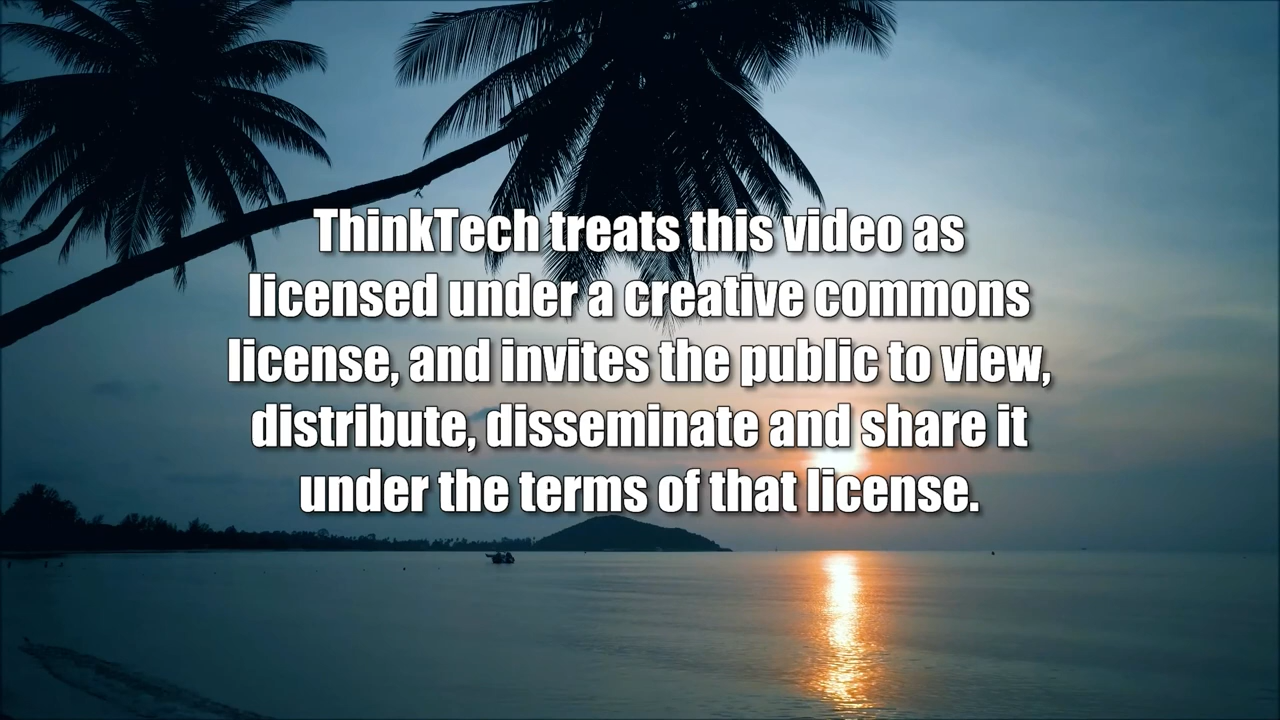 ThinkTech treats this video as
licensed under a creative commons
license, and invites the public to view,
distribute, disseminate and share it
under the terms of that license.